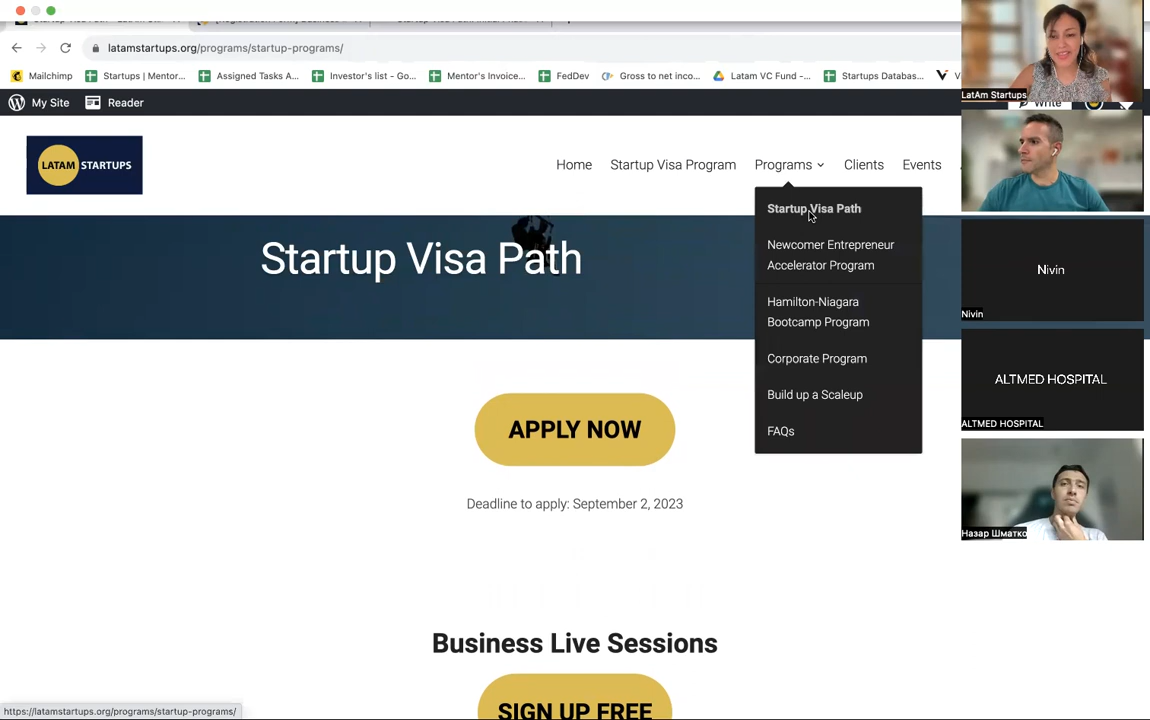 latamstartups.org/programs/startup-programs/
Mailchimp
Startups | Mentor...
Assigned Tasks A...
Investor's list - Go...
Mentor's Invoice...
FedDev
Gross to net inco...
Latam VC Fund -...
Startups Databas...
My Site
Reader
Write
LATAM STARTUPS
Home
Startup Visa Program
Programs
Clients
Events
Startup Visa Path
Newcomer Entrepreneur
Accelerator Program
Hamilton-Niagara
Bootcamp Program
Corporate Program
Build up a Scaleup
FAQs
Startup Visa Path
APPLY NOW
Deadline to apply: September 2, 2023
Business Live Sessions
SIGN UP FREE
https://latamstartups.org/programs/startup-programs/
LatAm Startups
Nivin
Nivin
ALTMED HOSPITAL
ALTMED HOSPITAL
Назар Шматко